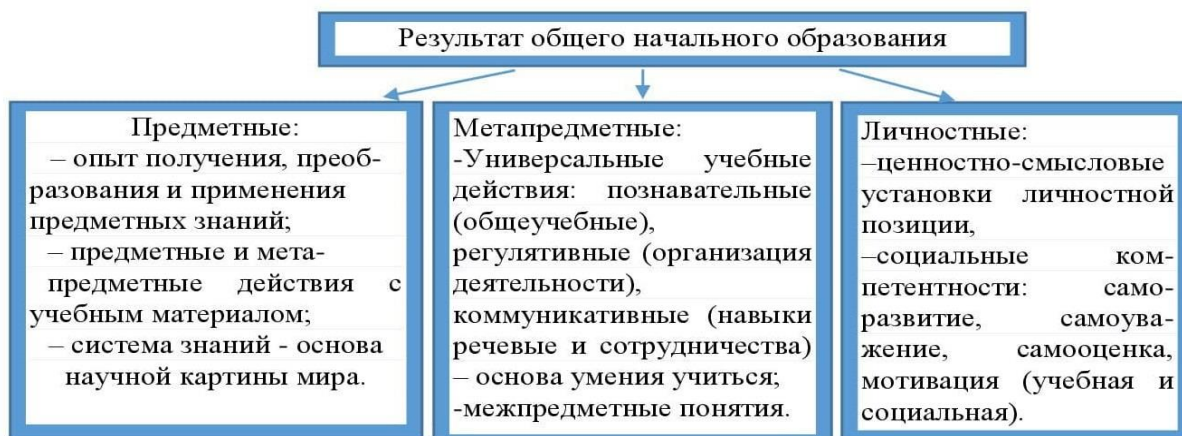 Результат общего начального образования
Предметные:
– опыт получения, преоб-
разования и применения
предметных знаний;
– предметные и мета-
предметные действия с
учебным материалом;
– система знаний - основа
научной картины мира.
Метапредметные:
-Универсальные учебные
действия: познавательные
(общеучебные),
регулятивные (организация
деятельности),
коммуникативные (навыки
речевые и сотрудничества)
– основа умения учиться;
-межпредметные понятия.
Личностные:
–ценностно-смысловые
установки личностной
позиции,
–социальные ком-
петентности: само-
развитие, самоува-
жение, самооценка,
мотивация (учебная и
социальная).